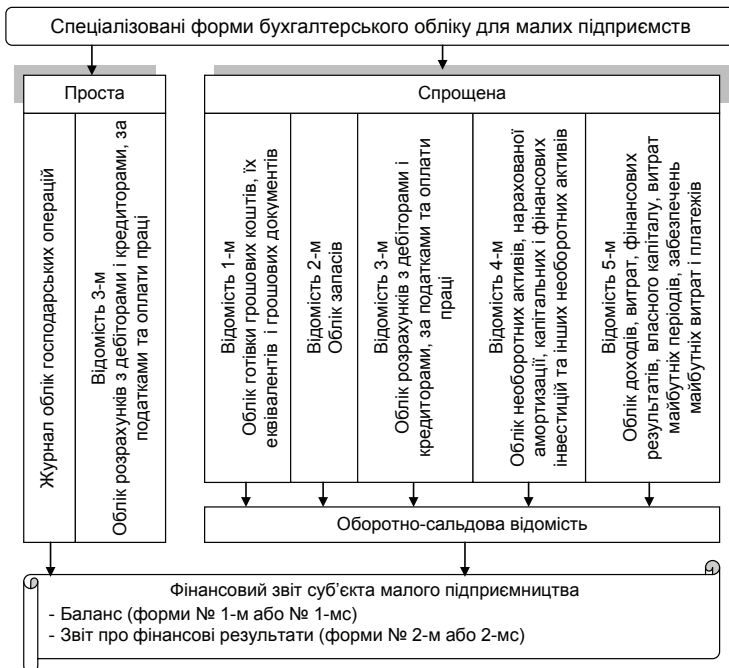 Спеціалізовані форми бухгалтерського обліку для малих підприємств
Проста
Журнал облік господарських операцій
Відомість 3-м
Облік розрахунків з дебіторами і кредиторами, за
податками та оплати праці
Спрощена
Відомість 1-м
Облік готівки грошових коштів, їх
еквівалентів і грошових документів
Відомість 2-м
Облік запасів
Відомість 3-м
Облік розрахунків з дебіторами і
кредиторами, за податками та оплати
праці
Відомість 4-м
Облік необоротних активів, нарахованої
амортизації, капітальних і фінансових
інвестицій та інших необоротних активів
Відомість 5-м
Облік доходів, витрат, фінансових
результатів, власного капіталу, витрат
майбутніх періодів, забезпечень
майбутніх витрат і платежів
Оборотно-сальдова відомість
Фінансовий звіт суб’єкта малого підприємництва
- Баланс (форми № 1-м або № 1-мс)
- Звіт про фінансові результати (форми № 2-м або 2-мс)